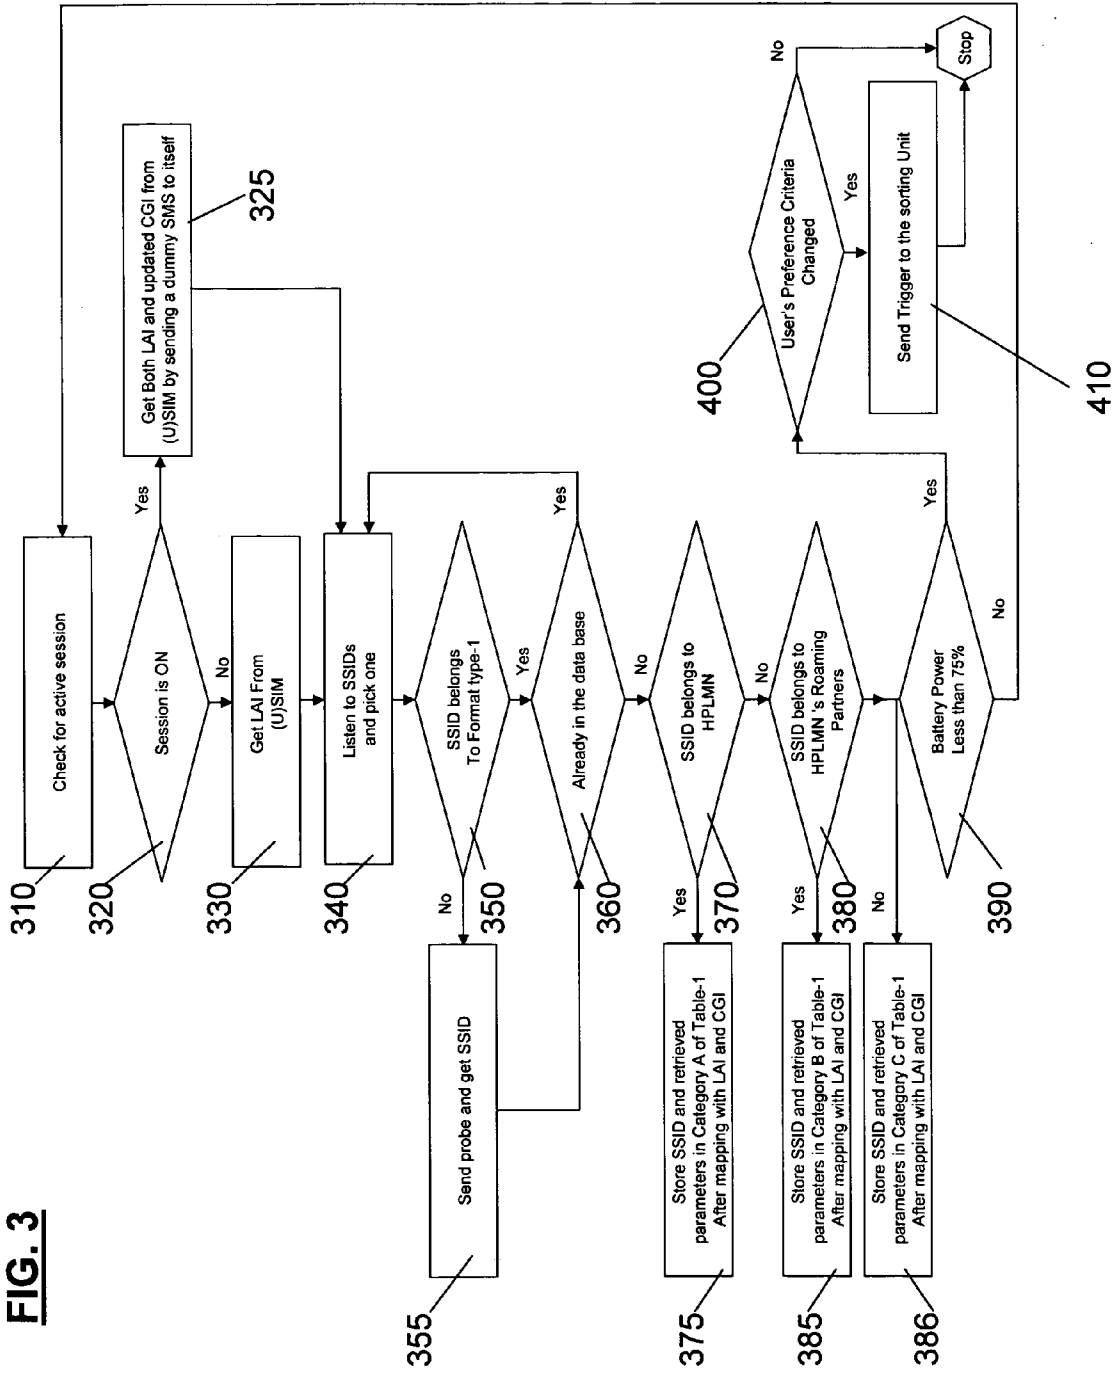 FIG. 3
310
Check for active session
320
Session is ON
Yes
No
Get Both LAI and updated CGI from
(U)SIM by sending a dummy SMS to itself
325
330
Get LAI From
(U)SIM
340
Listen to SSIDs
and pick one
350
SSID belongs
To Format type-1
No
Yes
355
Send probe and get SSID
360
Already in the data base
Yes
No
370
SSID belongs to
HPLMN
Yes
No
375
Store SSID and retrieved
parameters in Category A of Table-1
After mapping with LAI and CGI
380
SSID belongs to
HPLMN 's Roaming
Partners
Yes
No
385
Store SSID and retrieved
parameters in Category B of Table-1
After mapping with LAI and CGI
386
Store SSID and retrieved
parameters in Category C of Table-1
After mapping with LAI and CGI
390
Battery Power
Less than 75%
Yes
No
400
User's Preference Criteria
Changed
No
Yes
410
Send Trigger to the sorting Unit
Stop